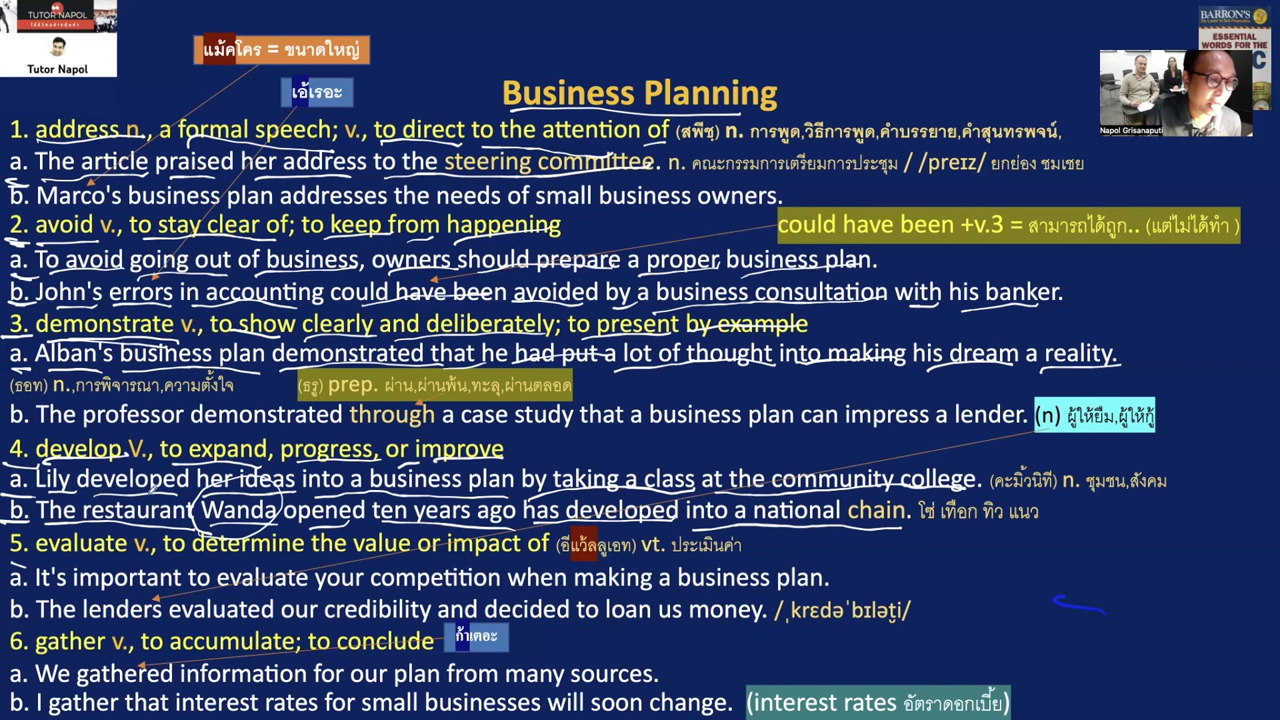 TUTOR NAPOL
Tutor Napol
แม้คโคร = ขนาดใหญ่
เอ้เรอะ
BARRON'S
ESSENTIAL
WORDS FOR THE
C
Napol Grisanaputi
Business Planning
1. address n., a formal speech; v., to direct to the attention of (สพีชฺ) n. การพูด,วิธีการพูด,คำบรรยาย,คำสุนทรพจน์,
a. The article praised her address to the steering committee. n. คณะกรรมการเตรียมการประชุม / /preɪz/ ยกย่อง ชมเชย
b. Marco's business plan addresses the needs of small business owners.
2. avoid v., to stay clear of; to keep from happening
could have been +v.3 = สามารถได้ถูก.. (แต่ไม่ได้ทำ )
a. To avoid going out of business, owners should prepare a proper, business plan.
b. John's errors in accounting could have been avoided by a business consultation with his banker.
3. demonstrate v., to show clearly and deliberately; to present by example
a. Alban's business plan demonstrated that he had put a lot of thought into making his dream a reality.
(ธอท) n.,การพิจารณา,ความตั้งใจ
(ธรู) prep. ผ่าน,ผ่านพ้น,ทะลุ,ผ่านตลอด
b. The professor demonstrated through a case study that a business plan can impress a lender. (n) ผู้ให้ยืม,ผู้ให้กู้
4. develop.V., to expand, progress, or improve
a. Lily developed her ideas into a business plan by taking a class at the community college. (คะมิ้วนิที) n. ชุมชน,สังคม
b. The restaurant Wanda opened ten years ago has developed into a national chain. โซ่ เทือก ทิว แนว
5. evaluate v., to determine the value or impact of (อีแว้ลลูเอท) vt. ประเมินค่า
a. It's important to evaluate your competition when making a business plan.
b. The lenders evaluated our credibility and decided to loan us money. /ˌkrɛdəˈbɪlət̬i/
6. gather v., to accumulate; to conclude ก้าเตอะ
a. We gathered information for our plan from many sources.
b. I gather that interest rates for small businesses will soon change. (interest rates อัตราดอกเบี้ย)